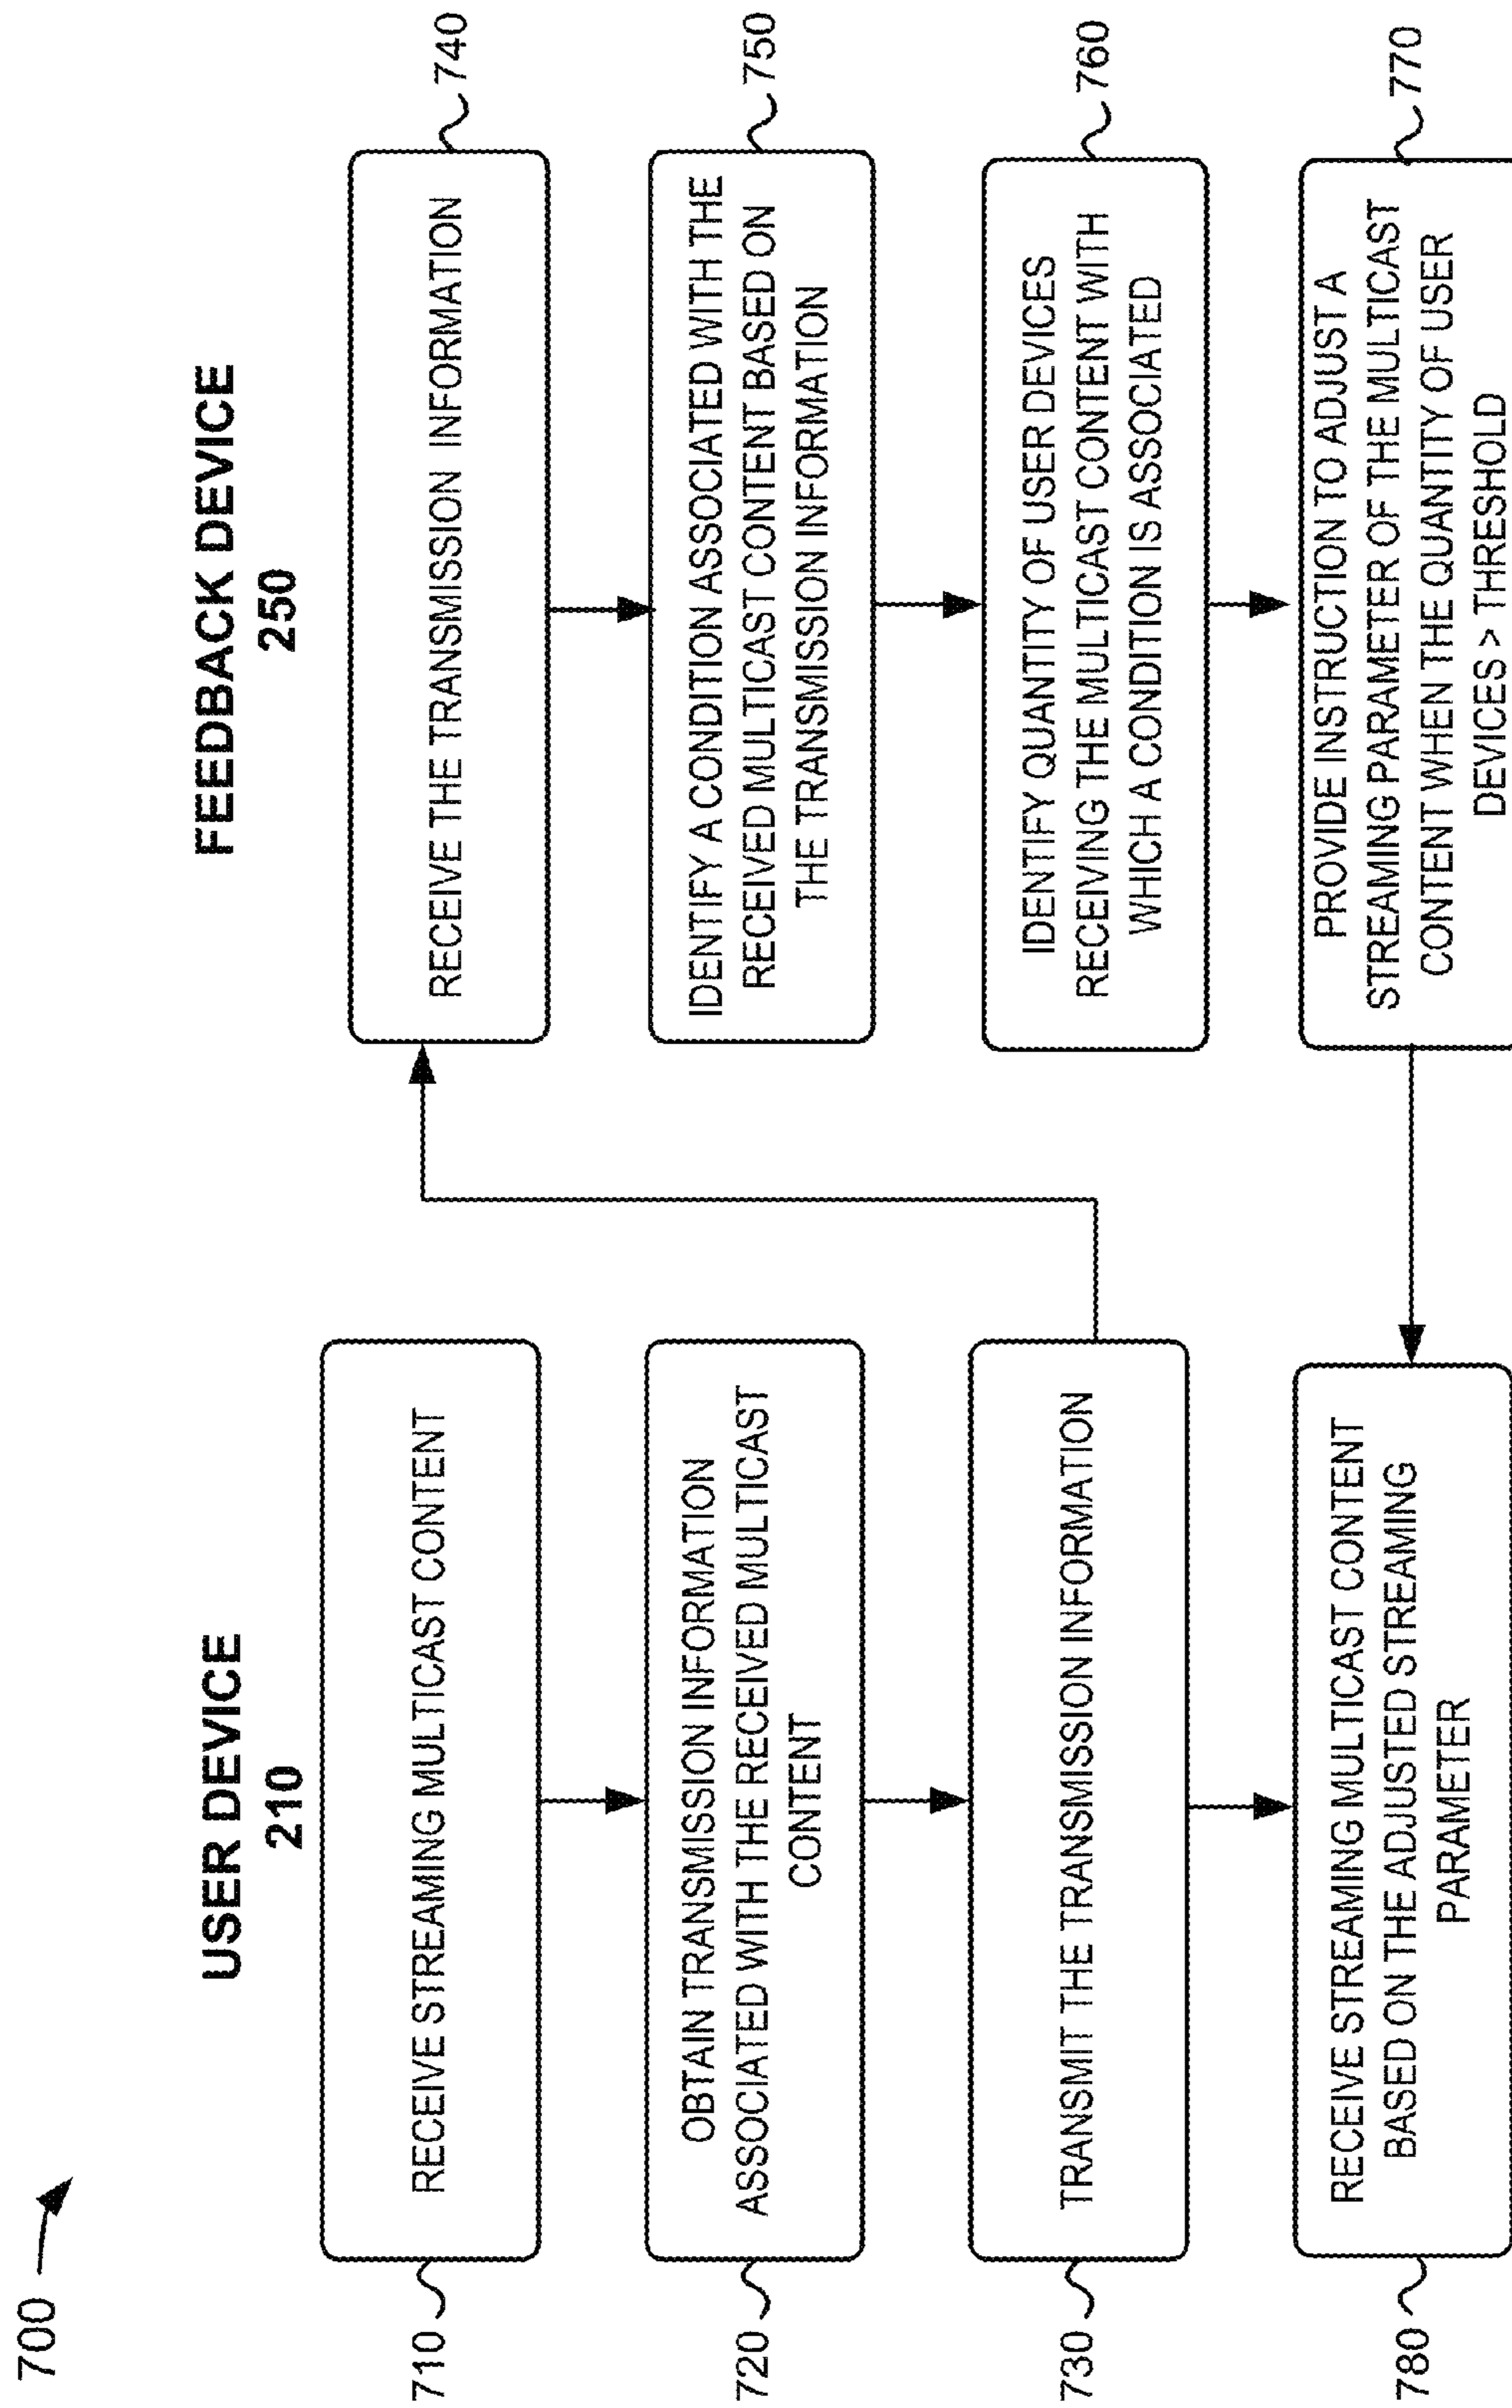 700
USER DEVICE
210
710
RECEIVE STREAMING MULTICAST CONTENT
720
OBTAIN TRANSMISSION INFORMATION
ASSOCIATED WITH THE RECEIVED MULTICAST
CONTENT
730
TRANSMIT THE TRANSMISSION INFORMATION
780
RECEIVE STREAMING MULTICAST CONTENT
BASED ON THE ADJUSTED STREAMING
PARAMETER
FEEDBACK DEVICE
250
740
RECEIVE THE TRANSMISSION INFORMATION
750
IDENTIFY A CONDITION ASSOCIATED WITH THE
RECEIVED MULTICAST CONTENT BASED ON
THE TRANSMISSION INFORMATION
760
IDENTIFY QUANTITY OF USER DEVICES
RECEIVING THE MULTICAST CONTENT WITH
WHICH A CONDITION IS ASSOCIATED
770
PROVIDE INSTRUCTION TO ADJUST A
STREAMING PARAMETER OF THE MULTICAST
CONTENT WHEN THE QUANTITY OF USER
DEVICES > THRESHOLD